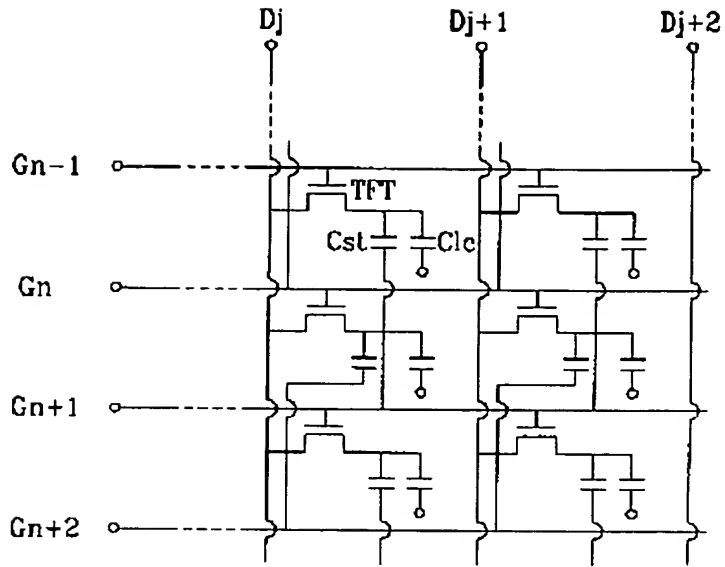 Dj Dj+1 Dj+2
Gn-1
TFT
Cst Clc
Gn
Gn+1
Gn+2